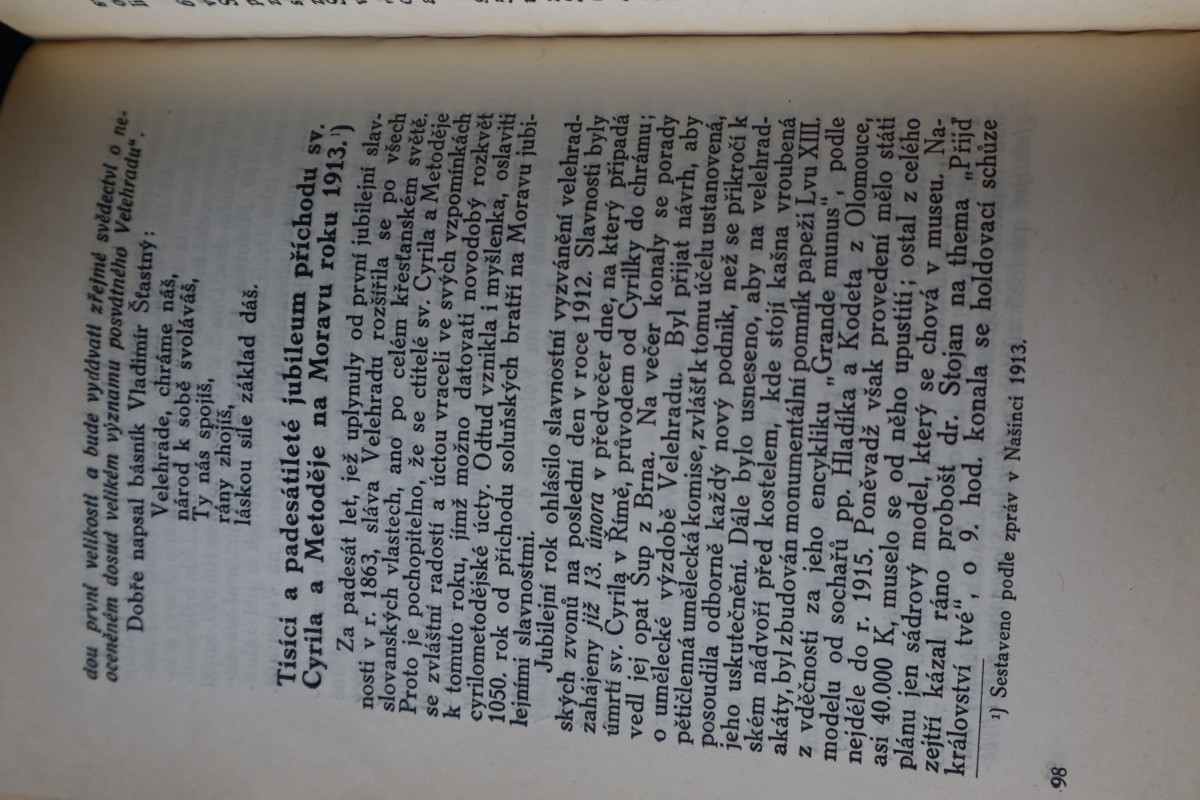 dou první velikosti a bude vydávati zřejmé svědectví o ne-
oceněném dosud velikém významu posvátného Velehradu“.
Dobře napsal básník Vladimír Šťastný:
Velehrade, chráme náš,
národ k sobě svoláváš,
Ty nás spojíš,
rány zhojíš,
láskou síle základ dáš.
Tisící a padesátileté jubileum příchodu sv.
Cyrila a Metoděje na Moravu roku 1913.¹)
Za padesát let, jež uplynuly od první jubilejní slav-
nosti v r. 1863, sláva Velehradu rozšířila se po všech
slovanských vlastech, ano po celém křesťanském světě.
Proto je pochopitelno, že se ctitelé sv. Cyrila a Metoděje
se zvláštní radostí a úctou vraceli ve svých vzpomínkách
k tomuto roku, jímž možno datovati novodobý rozkvět
cyrilometodějské úcty. Odtud vznikla i myšlenka, oslaviti
1050. rok od příchodu soluňských bratří na Moravu jubi-
lejními slavnostmi.
Jubilejní rok ohlásilo slavnostní vyzvánění velehrad-
ských zvonů na poslední den v roce 1912. Slavnosti byly
zahájeny již 13. února v předvečer dne, na který připadá
úmrtí sv. Cyrila v Římě, průvodem od Cyrilky do chrámu;
vedl jej opat Šup z Brna. Na večer konaly se porady
o umělecké výzdobě Velehradu. Byl přijat návrh, aby
pětičlenná umělecká komise, zvlášť k tomu účelu ustanovená,
posoudila odborně každý nový podnik, než se přikročí k
jeho uskutečnění. Dále bylo usneseno, aby na velehrad-
ském nádvoří před kostelem, kde stojí kašna vroubená
akáty, byl zbudován monumentální pomník papeži Lvu XIII.
z vděčnosti za jeho encykliku „Grande munus“, podle
modelu od sochařů pp. Hladíka a Kodeta z Olomouce,
nejdéle do r. 1915. Poněvadž však provedení mělo státi
asi 40.000 K, muselo se od něho upustiti; ostal z celého
plánu jen sádrový model, který se chová v museu. Na-
zejtří kázal ráno probošt dr. Stojan na thema „Přijď
království tvé“, o 9. hod. konala se holdovací schůze
¹) Sestaveno podle zpráv v Našinci 1913.
98